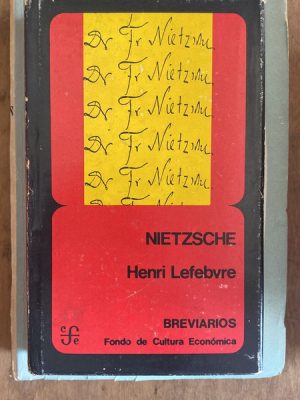 Dr Fr Nietzsche
Dr Fr Nietzsche
Dr Fr Nietzsche
Dr Fr Nietzsche
Dr Fr Nietzsche
Dr Fr Nietzsche
NIETZSCHE
Henri Lefebvre
BREVIARIOS
Fondo de Cultura Económica